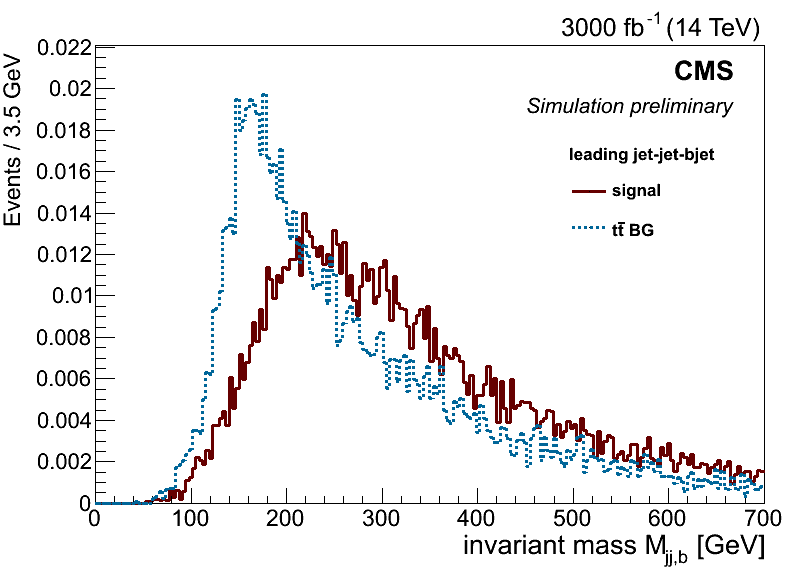 3000 fb-1 (14 TeV)
CMS
Simulation preliminary
leading jet-jet-bjet
signal
tt̄ BG
Events / 3.5 GeV
0.022
0.02
0.018
0.016
0.014
0.012
0.01
0.008
0.006
0.004
0.002
0
0 100 200 300 400 500 600 700
invariant mass Mjj,b [GeV]